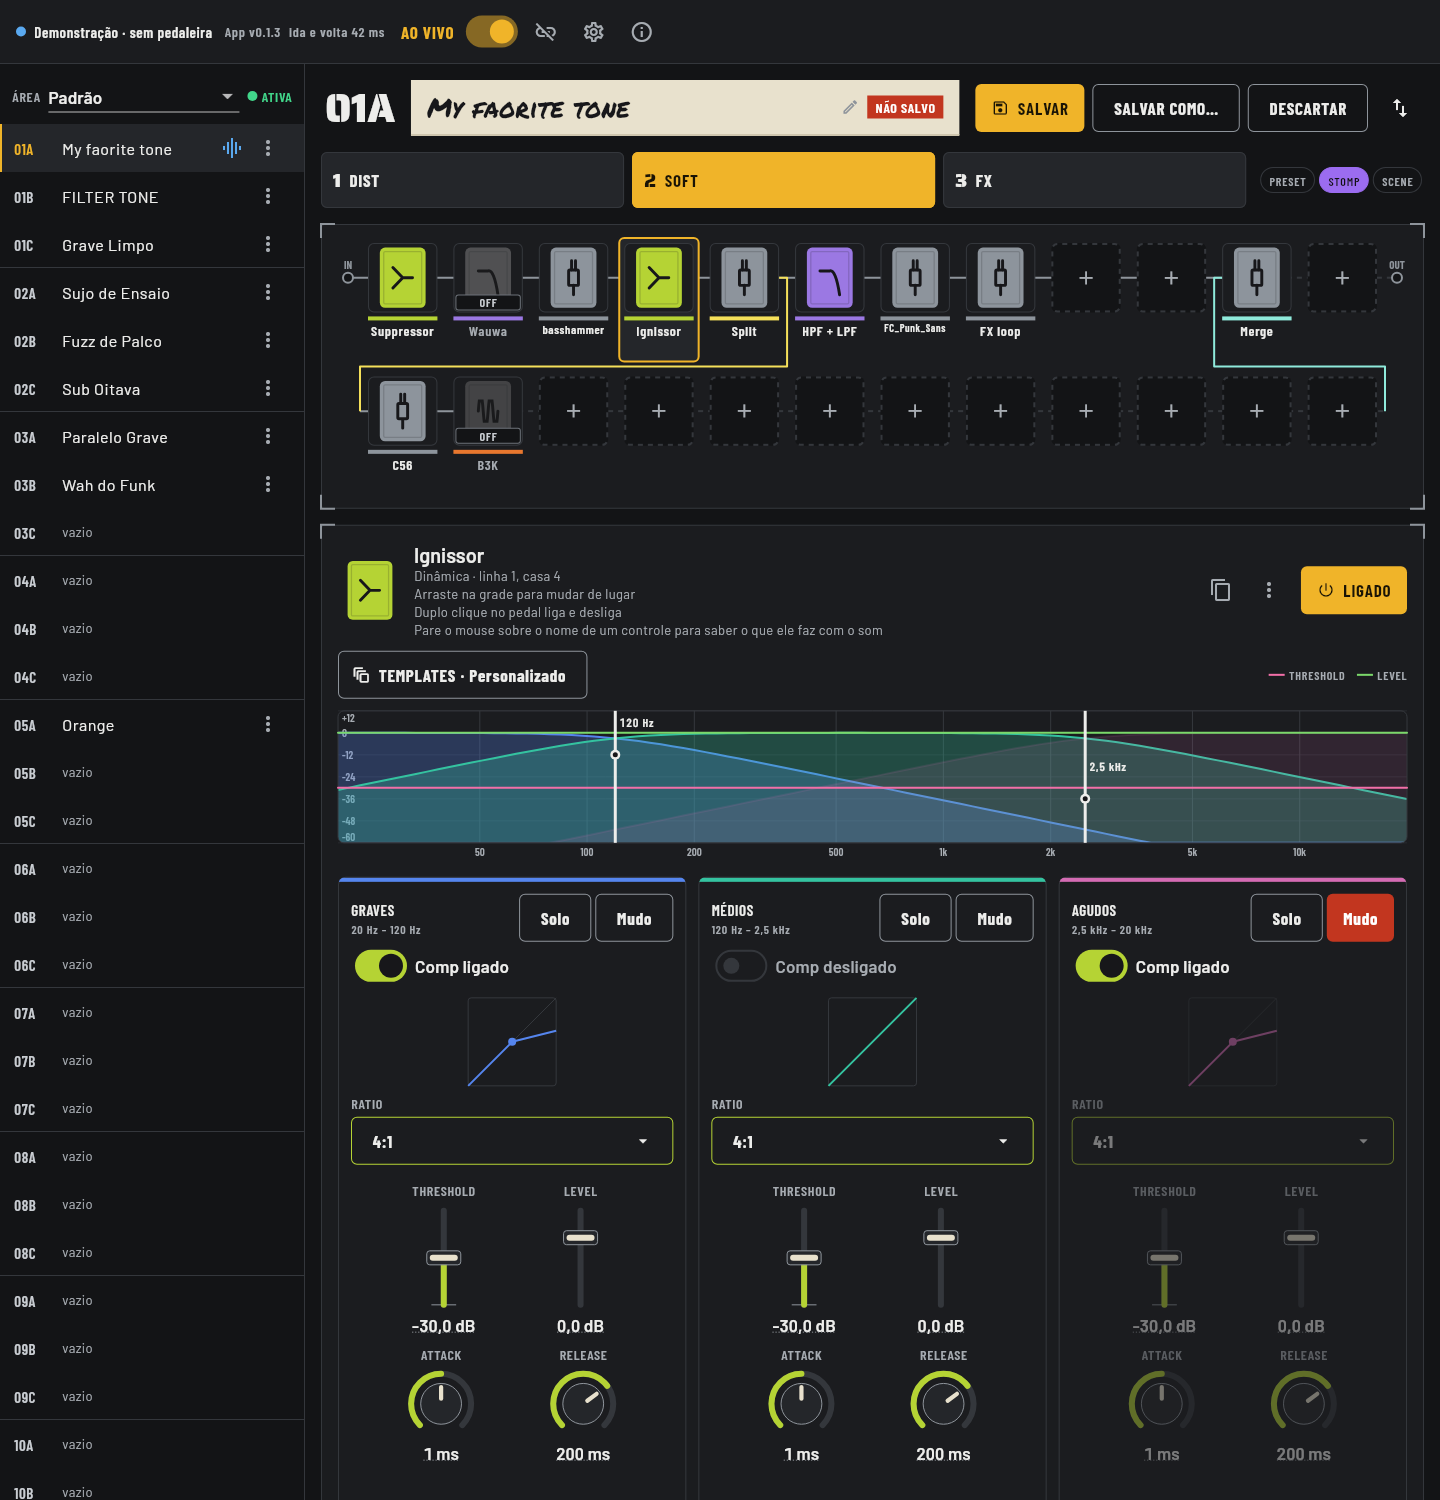 Demonstração · sem pedaleira App v0.1.3 Ida e volta 42 ms AO VIVO
ÁREA Padrão ATIVA
01A My faorite tone
01B FILTER TONE
01C Grave Limpo
02A Sujo de Ensaio
02B Fuzz de Palco
02C Sub Oitava
03A Paralelo Grave
03B Wah do Funk
03C vazio
04A vazio
04B vazio
04C vazio
05A Orange
05B vazio
05C vazio
06A vazio
06B vazio
06C vazio
07A vazio
07B vazio
07C vazio
08A vazio
08B vazio
08C vazio
09A vazio
09B vazio
09C vazio
10A vazio
10B vazio
01A My faorite tone NÃO SALVO SALVAR SALVAR COMO... DESCARTAR
1 DIST 2 SOFT 3 FX PRESET STOMP SCENE
IN OUT
OFF
Suppressor Wauwa basshammer Ignissor Split HPF + LPF FC_Punk_Sans FX loop Merge
OFF
C56 B3K
Ignissor
Dinâmica · linha 1, casa 4
Arraste na grade para mudar de lugar
Duplo clique no pedal liga e desliga
Pare o mouse sobre o nome de um controle para saber o que ele faz com o som
LIGADO
TEMPLATES · Personalizado THRESHOLD LEVEL
+12
0
-12
-24
-36
-48
-60
120 Hz
2,5 kHz
50 100 200 500 1k 2k 5k 10k
GRAVES
20 Hz – 120 Hz
Solo Mudo
Comp ligado
RATIO
4:1
THRESHOLD LEVEL
-30,0 dB 0,0 dB
ATTACK RELEASE
1 ms 200 ms
MÉDIOS
120 Hz – 2,5 kHz
Solo Mudo
Comp desligado
RATIO
4:1
THRESHOLD LEVEL
-30,0 dB 0,0 dB
ATTACK RELEASE
1 ms 200 ms
AGUDOS
2,5 kHz – 20 kHz
Solo Mudo
Comp ligado
RATIO
4:1
THRESHOLD LEVEL
-30,0 dB 0,0 dB
ATTACK RELEASE
1 ms 200 ms